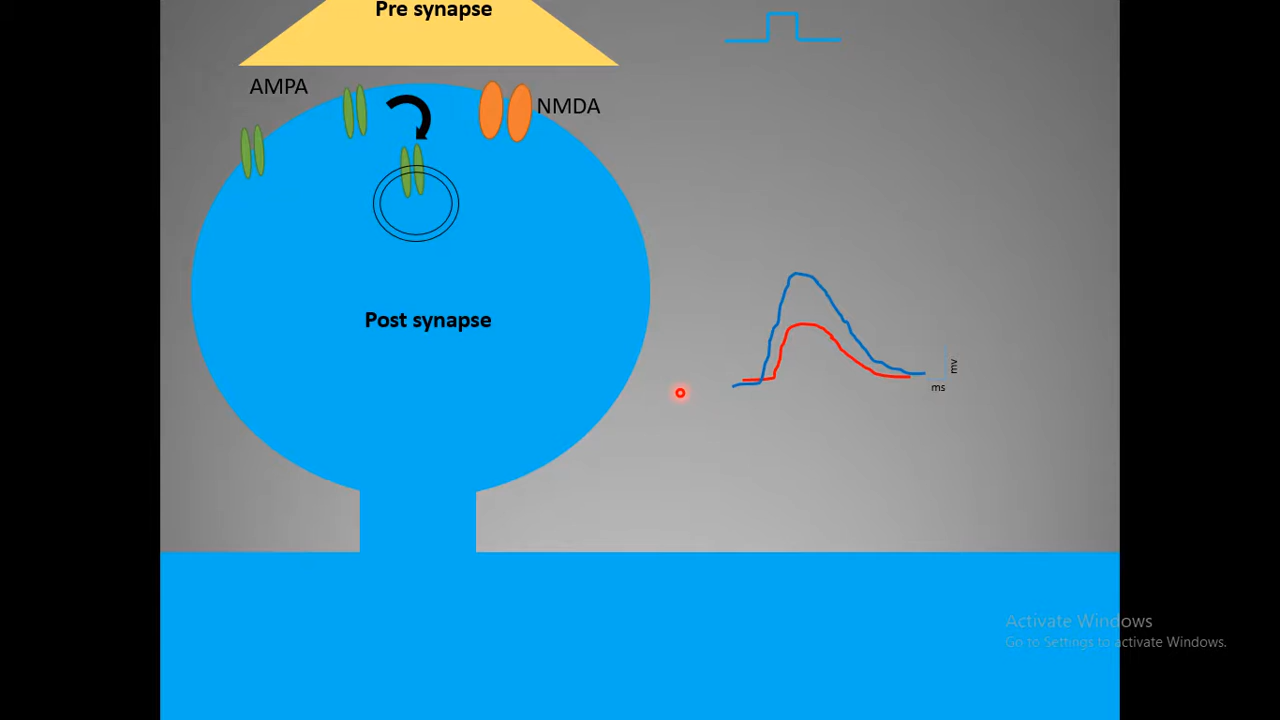 Pre synapse
AMPA
NMDA
Post synapse
mv
ms
Activate Windows
Go to Settings to activate Windows.